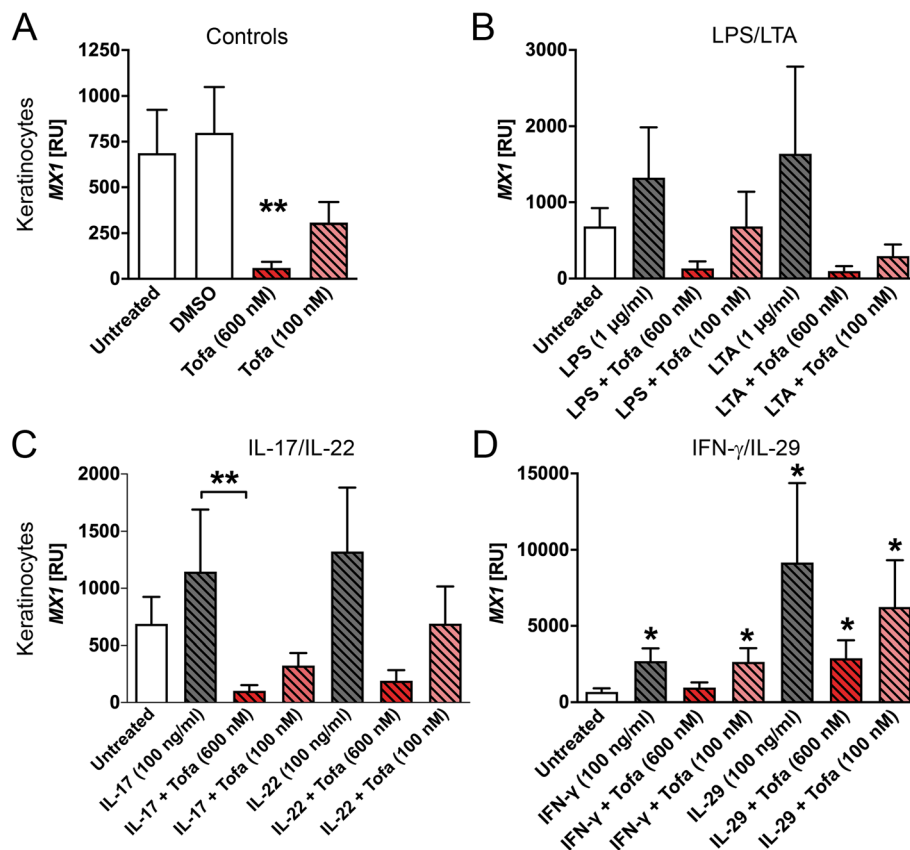 A
Controls
Keratinocytes
MX1 [RU]
1250
1000
750
500
250
0
**
Untreated
DMSO
Tofa (600 nM)
Tofa (100 nM)
B
LPS/LTA
MX1 [RU]
3000
2000
1000
0
Untreated
LPS (1 µg/ml)
LPS + Tofa (600 nM)
LPS + Tofa (100 nM)
LTA (1 µg/ml)
LTA + Tofa (600 nM)
LTA + Tofa (100 nM)
C
IL-17/IL-22
Keratinocytes
MX1 [RU]
2000
1500
1000
500
0
**
Untreated
IL-17 (100 ng/ml)
IL-17 + Tofa (600 nM)
IL-17 + Tofa (100 nM)
IL-22 (100 ng/ml)
IL-22 + Tofa (600 nM)
IL-22 + Tofa (100 nM)
D
IFN-γ/IL-29
MX1 [RU]
15000
10000
5000
0
*
*
*
*
*
Untreated
IFN-γ (100 ng/ml)
IFN-γ + Tofa (600 nM)
IFN-γ + Tofa (100 nM)
IL-29 (100 ng/ml)
IL-29 + Tofa (600 nM)
IL-29 + Tofa (100 nM)